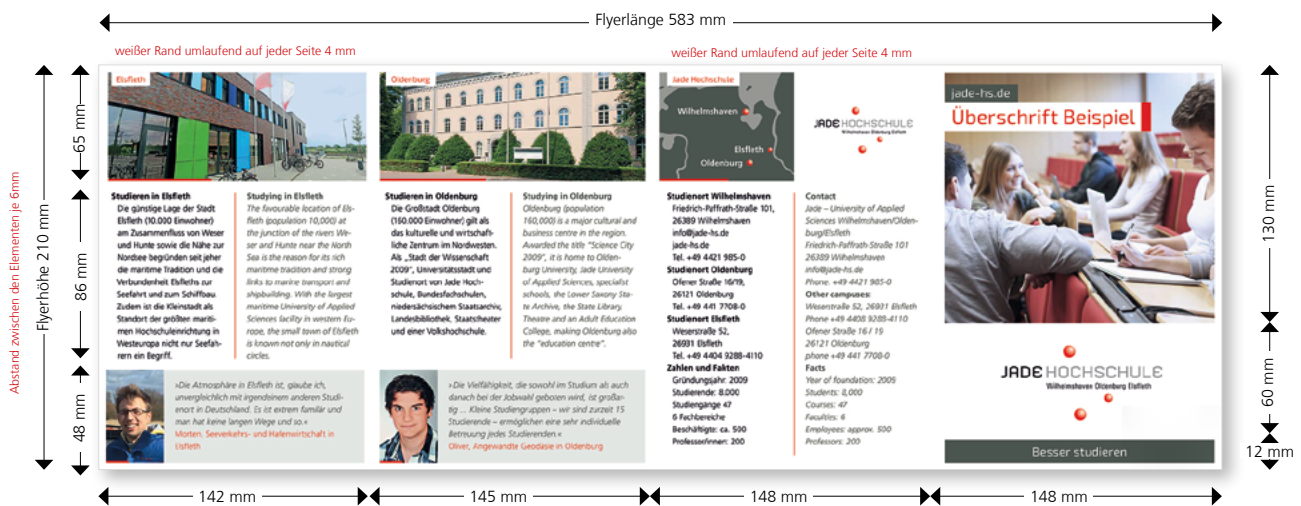 Flyerlänge 583 mm
weißer Rand umlaufend auf jeder Seite 4 mm
weißer Rand umlaufend auf jeder Seite 4 mm
Abstand zwischen den Elementen je 6mm
Flyerhöhe 210 mm
65 mm
86 mm
48 mm
Elsfleth
Studieren in Elsfleth
Die günstige Lage der Stadt
Elsfleth (10.000 Einwohner)
am Zusammenfluss von Weser
und Hunte sowie die Nähe zur
Nordsee begründen seit jeher
die maritime Tradition und die
Verbundenheit Elsfleths zur
Seefahrt und zum Schiffbau.
Zudem ist die Kleinstadt als
Standort der größten mariti-
men Hochschuleinrichtung in
Westeuropa nicht nur Seefah-
rern ein Begriff.
Studying in Elsfleth
The favourable location of Els-
fleth (population 10,000) at
the junction of the rivers We-
ser and Hunte near the North
Sea is the reason for its rich
maritime tradition and strong
links to marine transport and
shipbuilding. With the largest
maritime University of Applied
Sciences facility in western Eu-
rope, the small town of Elsfleth
is known not only in nautical
circles.
»Die Atmosphäre in Elsfleth ist, glaube ich,
unvergleichlich mit irgendeinem anderen Studi-
enort in Deutschland. Es ist extrem familär und
man hat keine langen Wege und so.«
Morten, Seeverkehrs- und Hafenwirtschaft in
Elsfleth
Oldenburg
Studieren in Oldenburg
Die Großstadt Oldenburg
(160.000 Einwohner) gilt als
das kulturelle und wirtschaft-
liche Zentrum im Nordwesten.
Als „Stadt der Wissenschaft
2009“, Universitätsstadt und
Studienort von Jade Hoch-
schule, Bundesfachschulen,
niedersächsischem Staatsarchiv,
Landesbibliothek, Staatstheater
und einer Volkshochschule.
Studying in Oldenburg
Oldenburg (population
160,000) is a major cultural and
business centre in the region.
Awarded the title "Science City
2009", it is home to Olden-
burg University, Jade University
of Applied Sciences, specialist
schools, the Lower Saxony Sta-
te Archive, the State Library,
Theatre and an Adult Education
College, making Oldenburg also
the "education centre".
»Die Vielfältigkeit, die sowohl im Studium als auch
danach bei der Jobwahl geboten wird, ist großar-
tig ... Kleine Studiengruppen – wir sind zurzeit 15
Studierende – ermöglichen eine sehr individuelle
Betreuung jedes Studierenden.«
Oliver, Angewandte Geodäsie in Oldenburg
Jade Hochschule
Wilhelmshaven
Elsfleth
Oldenburg
JADE HOCHSCHULE
Wilhelmshaven Oldenburg Elsfleth
Studienort Wilhelmshaven
Friedrich-Paffrath-Straße 101,
26389 Wilhelmshaven
info@jade-hs.de
jade-hs.de
Tel. +49 4421 985-0
Studienort Oldenburg
Ofener Straße 16/19,
26121 Oldenburg
Tel. +49 441 7708-0
Studienort Elsfleth
Weserstraße 52,
26931 Elsfleth
Tel. +49 4404 9288-4110
Zahlen und Fakten
Gründungsjahr: 2009
Studierende: 8.000
Studiengänge 47
6 Fachbereiche
Beschäftigte: ca. 500
Professor/innen: 200
Contact
Jade – University of Applied
Sciences Wilhelmshaven/Olden-
burg/Elsfleth
Friedrich-Paffrath-Straße 101
26389 Wilhelmshaven
info@jade-hs.de
Phone. +49 4421 985-0
Other campuses:
Weserstraße 52, 26931 Elsfleth
Phone +49 4408 9288-4110
Ofener Straße 16 / 19
26121 Oldenburg
phone +49 441 7708-0
Facts
Year of foundation: 2009
Students: 8,000
Courses: 47
Faculties: 6
Employees: approx. 500
Professors: 200
jade-hs.de
Überschrift Beispiel
JADE HOCHSCHULE
Wilhelmshaven Oldenburg Elsfleth
Besser studieren
130 mm
60 mm
12 mm
142 mm
145 mm
148 mm
148 mm